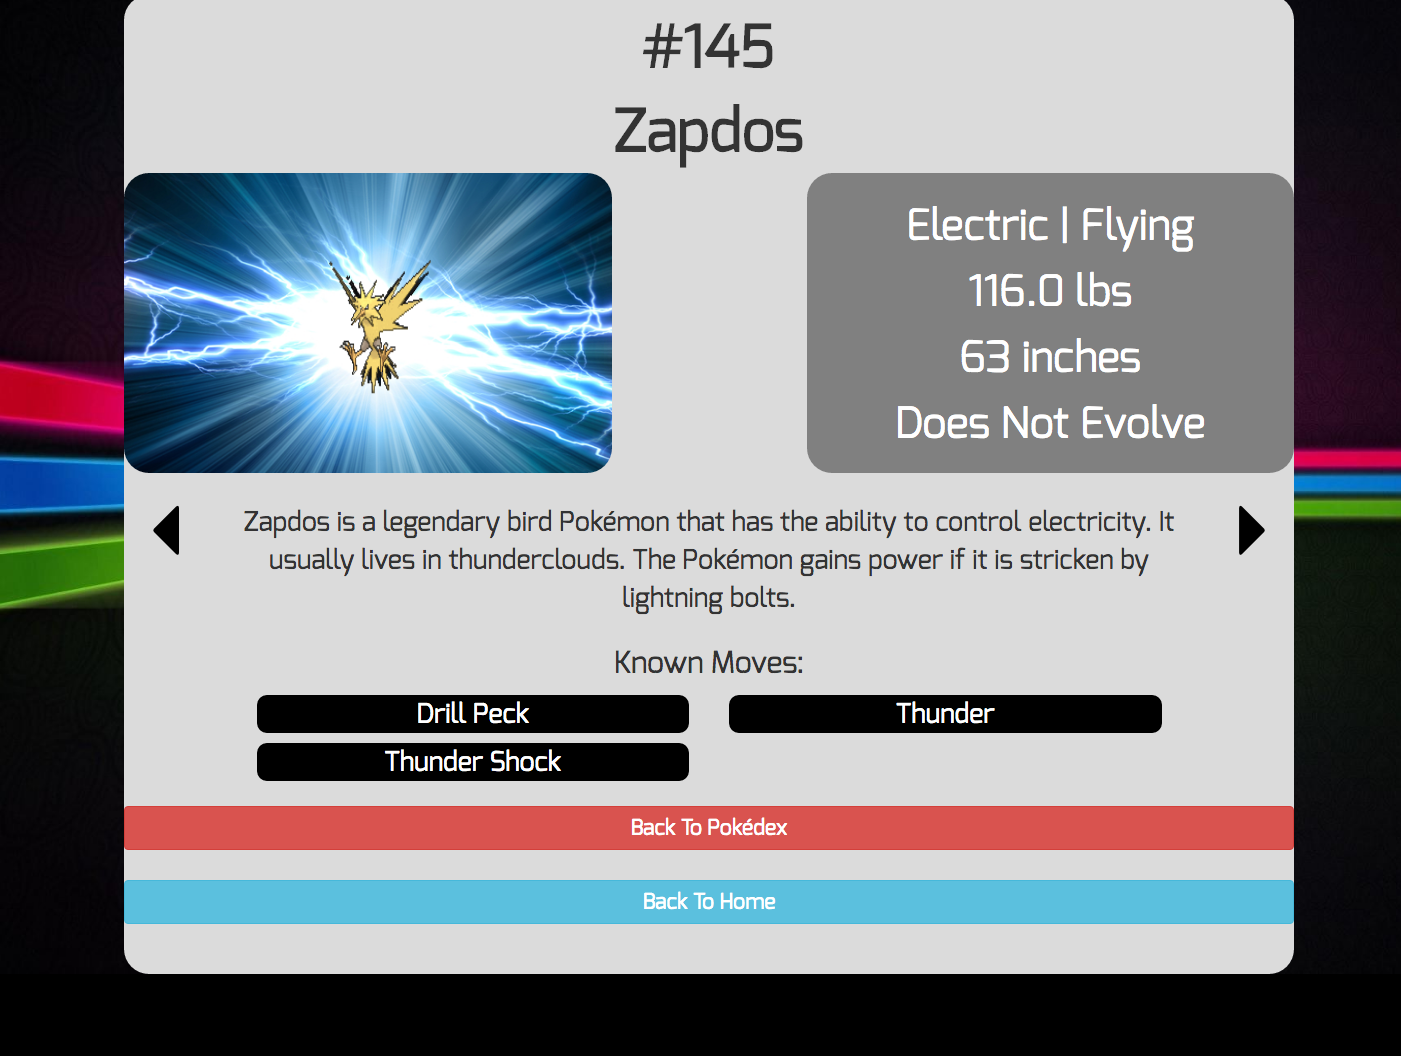 #145
Zapdos
Electric | Flying
116.0 lbs
63 inches
Does Not Evolve
Zapdos is a legendary bird Pokémon that has the ability to control electricity. It
usually lives in thunderclouds. The Pokémon gains power if it is stricken by
lightning bolts.
Known Moves:
Drill Peck
Thunder
Thunder Shock
Back To Pokédex
Back To Home